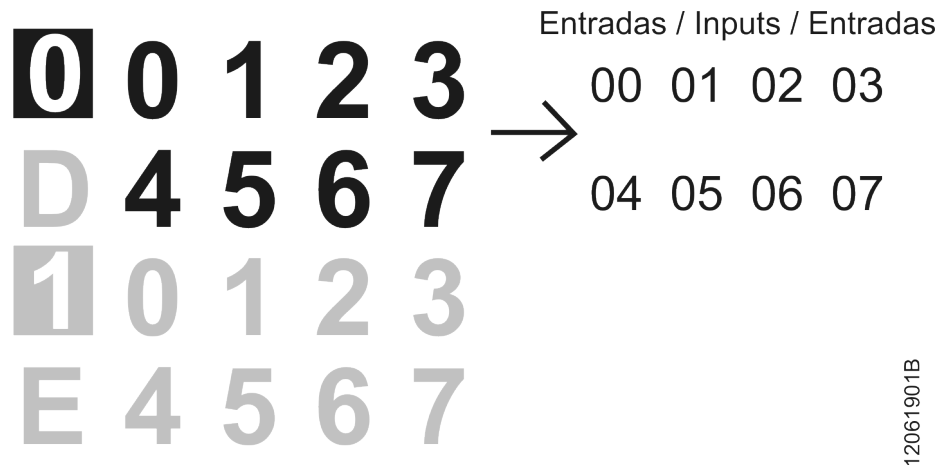 Entradas / Inputs / Entradas
0 0 1 2 3
00 01 02 03
D 4 5 6 7
04 05 06 07
1 0 1 2 3
E 4 5 6 7
12061901B